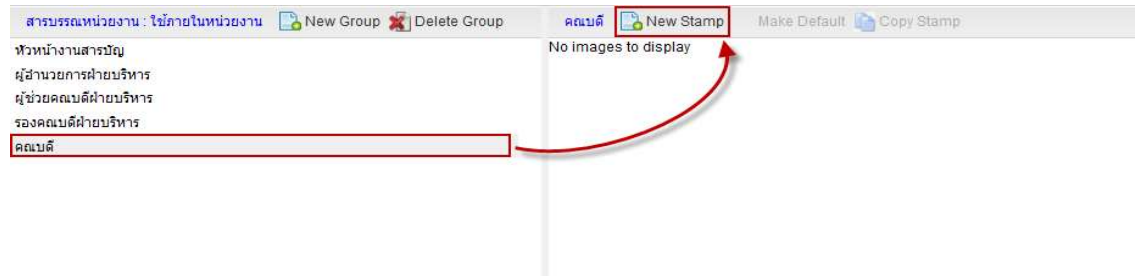 สารบรรณหน่วยงาน : ใช้ภายในหน่วยงาน New Group Delete Group
คณบดี New Stamp Make Default Copy Stamp
หัวหน้างานสารบัญ
ผู้อำนวยการฝ่ายบริหาร
ผู้ช่วยคณบดีฝ่ายบริหาร
รองคณบดีฝ่ายบริหาร
คณบดี
No images to display